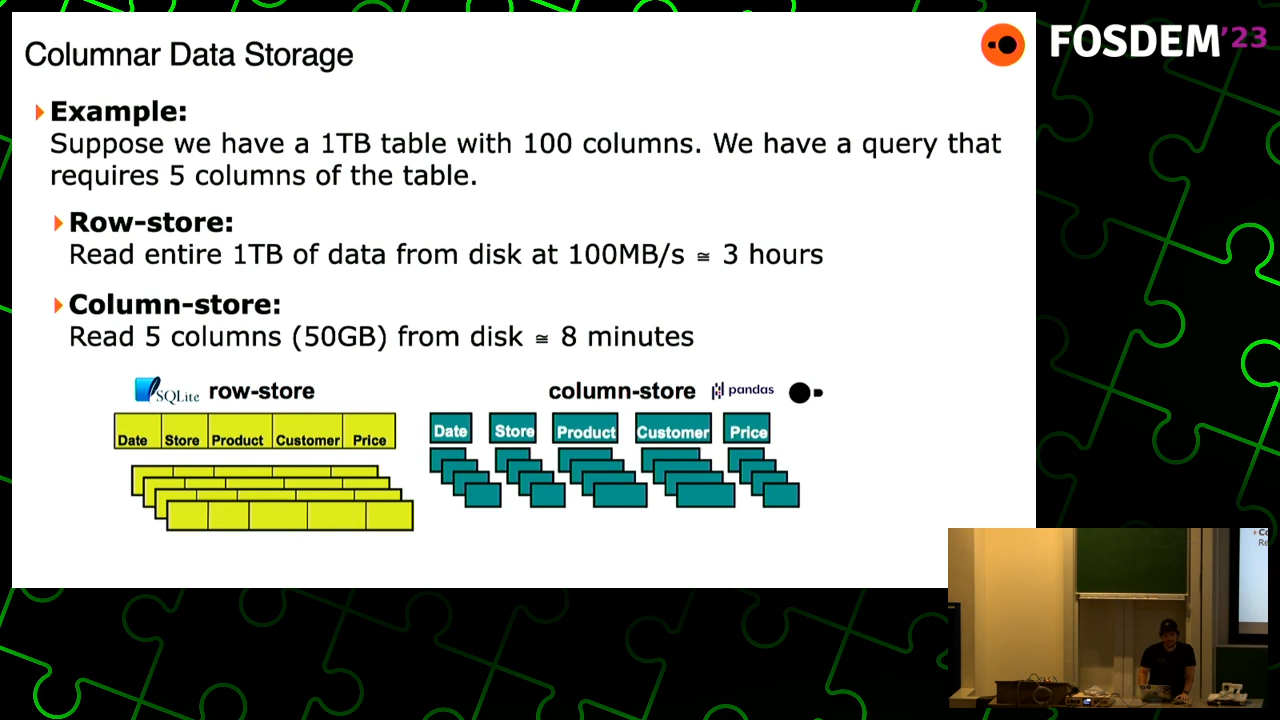 Columnar Data Storage
FOSDEM'23
Example:
Suppose we have a 1TB table with 100 columns. We have a query that
requires 5 columns of the table.
Row-store:
Read entire 1TB of data from disk at 100MB/s ≅ 3 hours
Column-store:
Read 5 columns (50GB) from disk ≅ 8 minutes
SQLite row-store
column-store pandas
Date Store Product Customer Price
Date Store Product Customer Price
Co
Re